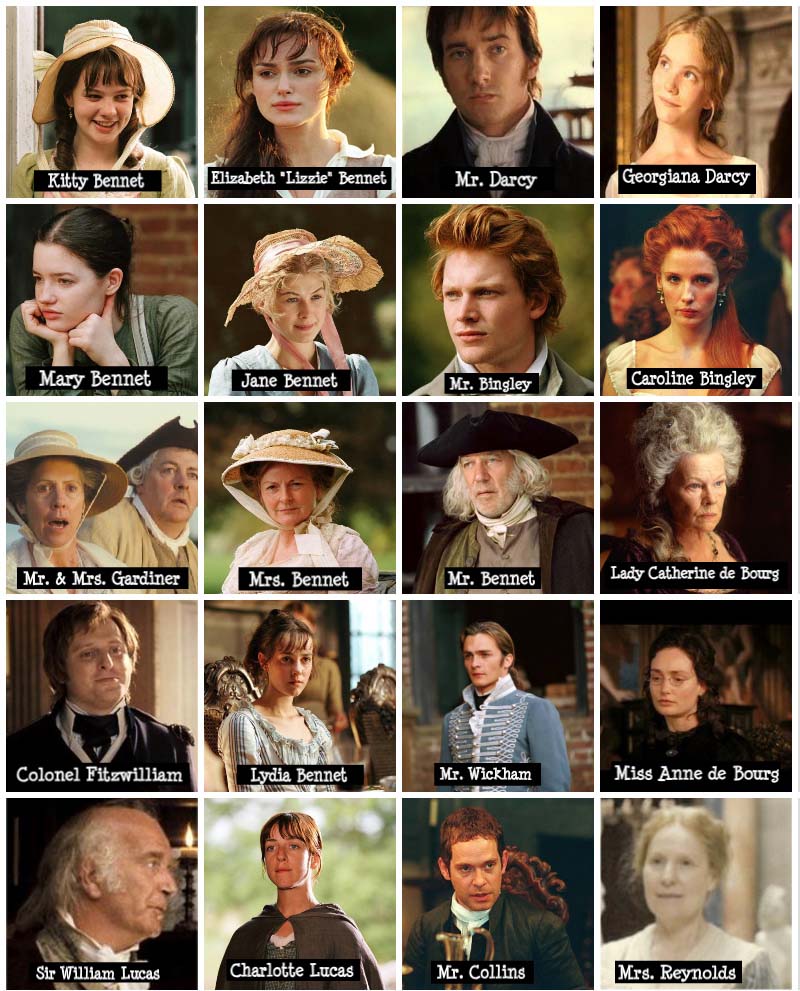 Kitty Bennet
Elizabeth "Lizzie" Bennet
Mr. Darcy
Georgiana Darcy
Mary Bennet
Jane Bennet
Mr. Bingley
Caroline Bingley
Mr. & Mrs. Gardiner
Mrs. Bennet
Mr. Bennet
Lady Catherine de Bourg
Colonel Fitzwilliam
Lydia Bennet
Mr. Wickham
Miss Anne de Bourg
Sir William Lucas
Charlotte Lucas
Mr. Collins
Mrs. Reynolds